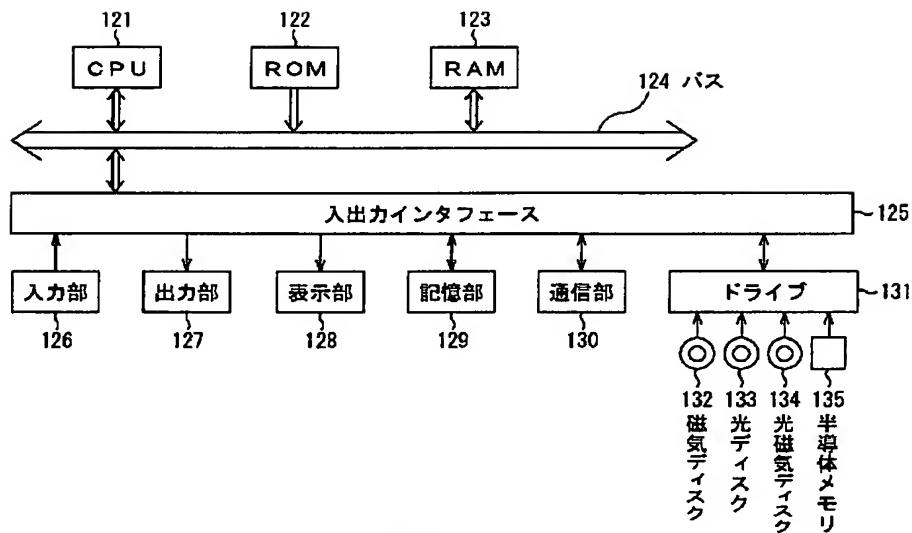 121
122
123
CPU
ROM
RAM
124 バス
入出力インタフェース
125
入力部
出力部
表示部
記憶部
通信部
ドライブ
131
126
127
128
129
130
132
133
134
135
磁気ディスク
光ディスク
光磁気ディスク
半導体メモリ